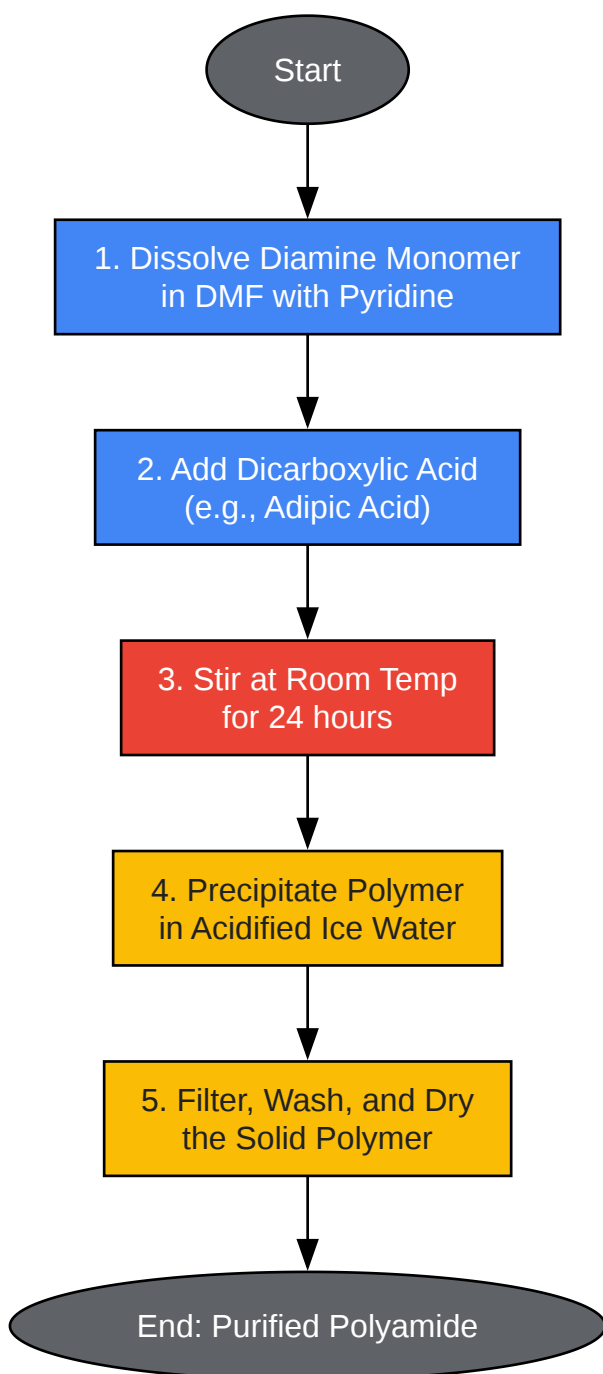 Start
1. Dissolve Diamine Monomer
in DMF with Pyridine
2. Add Dicarboxylic Acid
(e.g., Adipic Acid)
3. Stir at Room Temp
for 24 hours
4. Precipitate Polymer
in Acidified Ice Water
5. Filter, Wash, and Dry
the Solid Polymer
End: Purified Polyamide